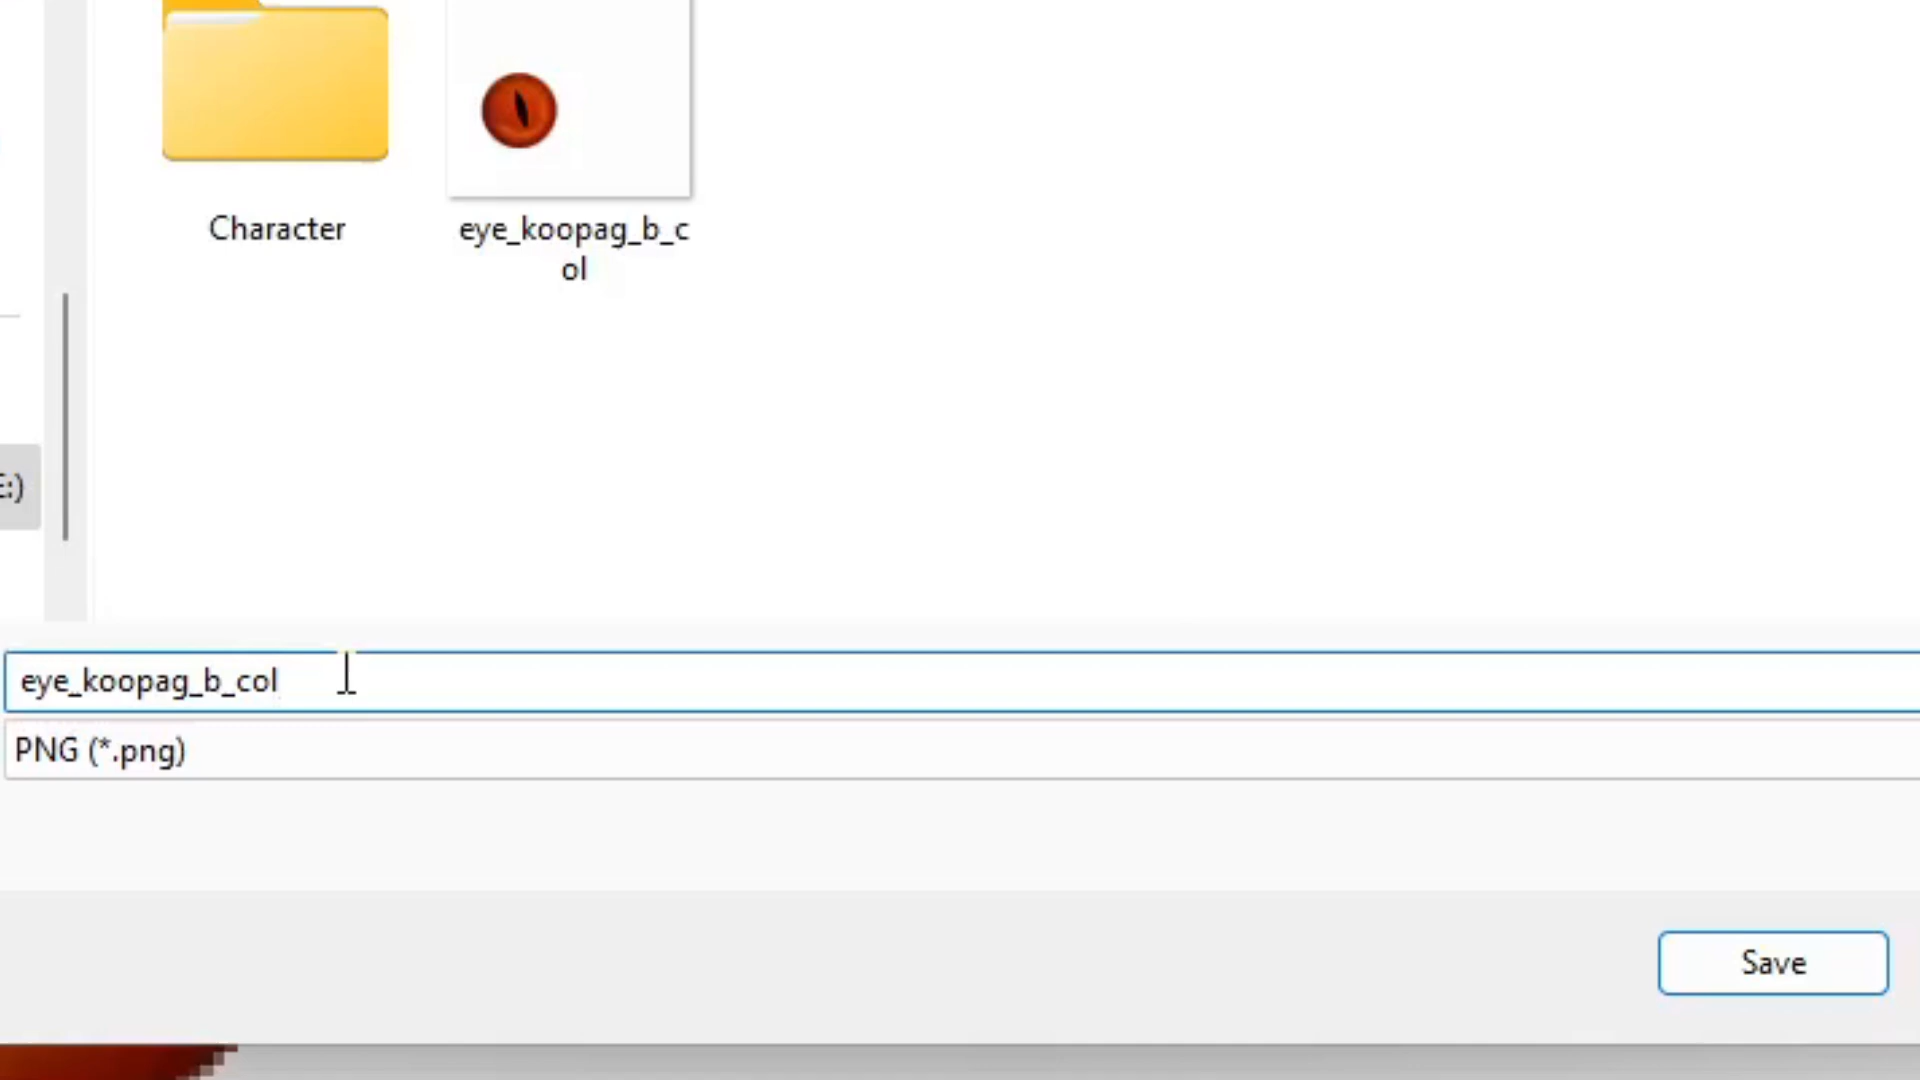 Character
eye_koopag_b_c
ol
E:)
eye_koopag_b_col
PNG (*.png)
Save